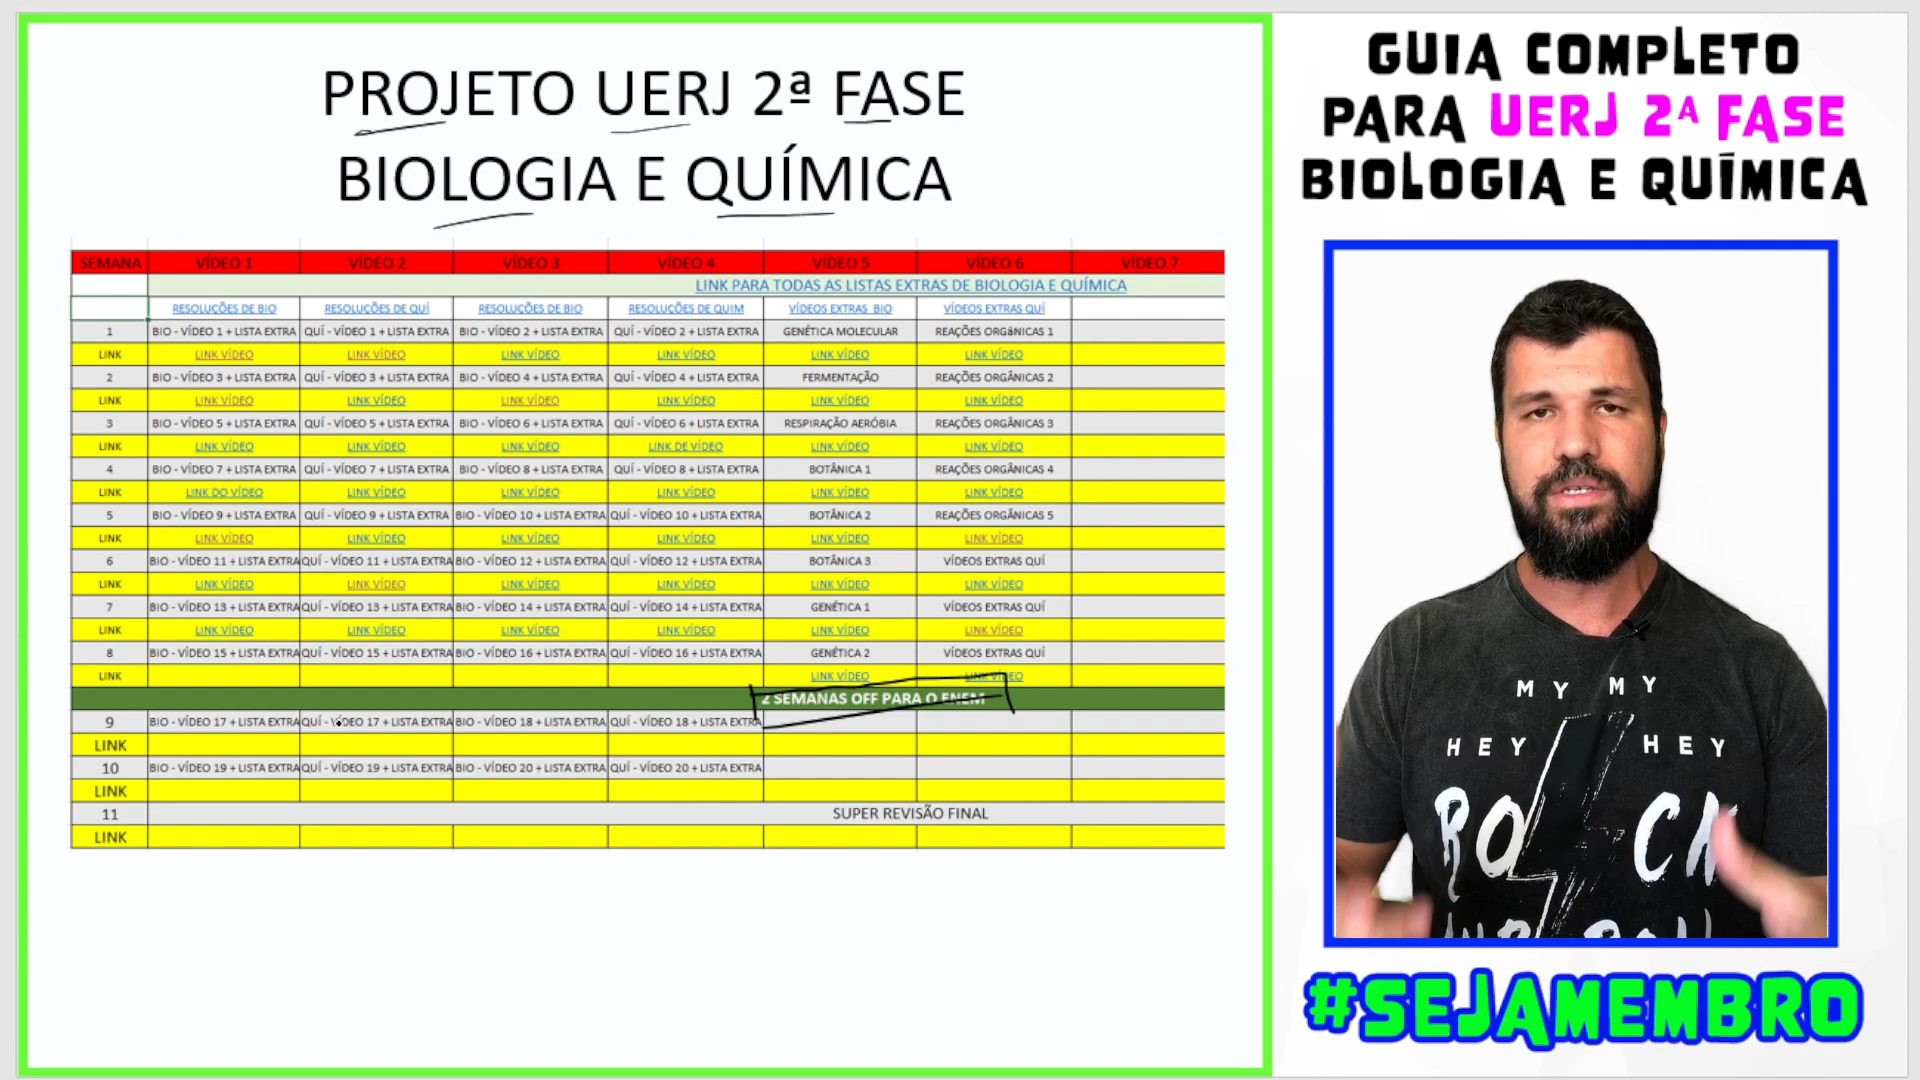 PROJETO UERJ 2ª FASE
BIOLOGIA E QUÍMICA
SEMANA VÍDEO 1 VÍDEO 2 VÍDEO 3 VÍDEO 4 VÍDEO 5 VÍDEO 6 VÍDEO 7
LINK PARA TODAS AS LISTAS EXTRAS DE BIOLOGIA E QUÍMICA
RESOLUÇÕES DE BIO RESOLUÇÕES DE QUÍ RESOLUÇÕES DE BIO RESOLUÇÕES DE QUIM VÍDEOS EXTRAS BIO VÍDEOS EXTRAS QUÍ
1 BIO - VÍDEO 1 + LISTA EXTRA QUÍ - VÍDEO 1 + LISTA EXTRA BIO - VÍDEO 2 + LISTA EXTRA QUÍ - VÍDEO 2 + LISTA EXTRA GENÉTICA MOLECULAR REAÇÕES ORGâNICAS 1
LINK LINK VÍDEO LINK VÍDEO LINK VÍDEO LINK VÍDEO LINK VÍDEO LINK VÍDEO
2 BIO - VÍDEO 3 + LISTA EXTRA QUÍ - VÍDEO 3 + LISTA EXTRA BIO - VÍDEO 4 + LISTA EXTRA QUÍ - VÍDEO 4 + LISTA EXTRA FERMENTAÇÃO REAÇÕES ORGÂNICAS 2
LINK LINK VÍDEO LINK VÍDEO LINK VÍDEO LINK VÍDEO LINK VÍDEO LINK VÍDEO
3 BIO - VÍDEO 5 + LISTA EXTRA QUÍ - VÍDEO 5 + LISTA EXTRA BIO - VÍDEO 6 + LISTA EXTRA QUÍ - VÍDEO 6 + LISTA EXTRA RESPIRAÇÃO AERÓBIA REAÇÕES ORGÂNICAS 3
LINK LINK VÍDEO LINK VÍDEO LINK VÍDEO LINK DE VÍDEO LINK VÍDEO LINK VÍDEO
4 BIO - VÍDEO 7 + LISTA EXTRA QUÍ - VÍDEO 7 + LISTA EXTRA BIO - VÍDEO 8 + LISTA EXTRA QUÍ - VÍDEO 8 + LISTA EXTRA BOTÂNICA 1 REAÇÕES ORGÂNICAS 4
LINK LINK DO VÍDEO LINK VÍDEO LINK VÍDEO LINK VÍDEO LINK VÍDEO LINK VÍDEO
5 BIO - VÍDEO 9 + LISTA EXTRA QUÍ - VÍDEO 9 + LISTA EXTRA BIO - VÍDEO 10 + LISTA EXTRA QUÍ - VÍDEO 10 + LISTA EXTRA BOTÂNICA 2 REAÇÕES ORGÂNICAS 5
LINK LINK VÍDEO LINK VÍDEO LINK VÍDEO LINK VÍDEO LINK VÍDEO LINK VÍDEO
6 BIO - VÍDEO 11 + LISTA EXTRA QUÍ - VÍDEO 11 + LISTA EXTRA BIO - VÍDEO 12 + LISTA EXTRA QUÍ - VÍDEO 12 + LISTA EXTRA BOTÂNICA 3 VÍDEOS EXTRAS QUÍ
LINK LINK VÍDEO LINK VÍDEO LINK VÍDEO LINK VÍDEO LINK VÍDEO LINK VÍDEO
7 BIO - VÍDEO 13 + LISTA EXTRA QUÍ - VÍDEO 13 + LISTA EXTRA BIO - VÍDEO 14 + LISTA EXTRA QUÍ - VÍDEO 14 + LISTA EXTRA GENÉTICA 1 VÍDEOS EXTRAS QUÍ
LINK LINK VÍDEO LINK VÍDEO LINK VÍDEO LINK VÍDEO LINK VÍDEO LINK VÍDEO
8 BIO - VÍDEO 15 + LISTA EXTRA QUÍ - VÍDEO 15 + LISTA EXTRA BIO - VÍDEO 16 + LISTA EXTRA QUÍ - VÍDEO 16 + LISTA EXTRA GENÉTICA 2 VÍDEOS EXTRAS QUÍ
LINK LINK VÍDEO LINK VÍDEO
2 SEMANAS OFF PARA O ENEM
9 BIO - VÍDEO 17 + LISTA EXTRA QUÍ - VÍDEO 17 + LISTA EXTRA BIO - VÍDEO 18 + LISTA EXTRA QUÍ - VÍDEO 18 + LISTA EXTRA
LINK
10 BIO - VÍDEO 19 + LISTA EXTRA QUÍ - VÍDEO 19 + LISTA EXTRA BIO - VÍDEO 20 + LISTA EXTRA QUÍ - VÍDEO 20 + LISTA EXTRA
LINK
11 SUPER REVISÃO FINAL
LINK
GUIA COMPLETO
PARA UERJ 2ª FASE
BIOLOGIA E QUÍMICA
MY MY
HEY HEY
#SEJAMEMBRO